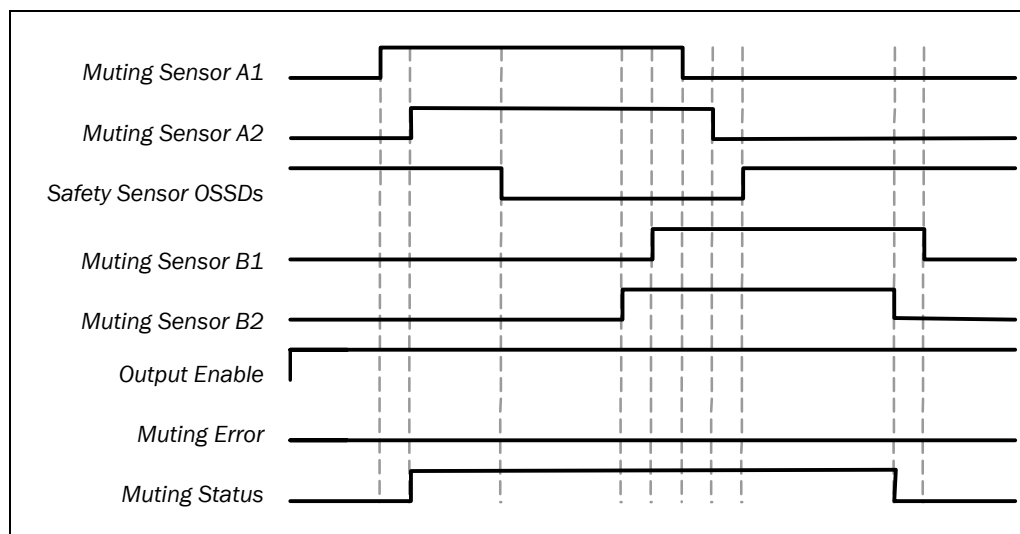 Muting Sensor A1
Muting Sensor A2
Safety Sensor OSSDs
Muting Sensor B1
Muting Sensor B2
Output Enable
Muting Error
Muting Status